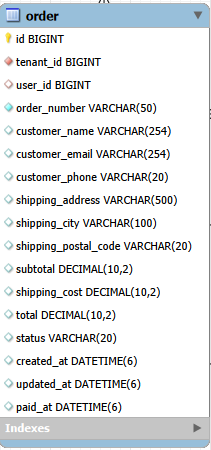 order
id BIGINT
tenant_id BIGINT
user_id BIGINT
order_number VARCHAR(50)
customer_name VARCHAR(254)
customer_email VARCHAR(254)
customer_phone VARCHAR(20)
shipping_address VARCHAR(500)
shipping_city VARCHAR(100)
shipping_postal_code VARCHAR(20)
subtotal DECIMAL(10,2)
shipping_cost DECIMAL(10,2)
total DECIMAL(10,2)
status VARCHAR(20)
created_at DATETIME(6)
updated_at DATETIME(6)
paid_at DATETIME(6)
Indexes